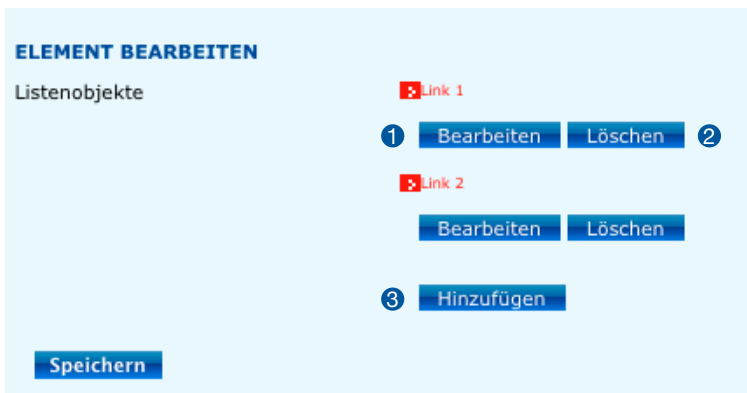 ELEMENT BEARBEITEN
Listenobjekte Link 1
1 Bearbeiten Löschen 2
Link 2
Bearbeiten Löschen
3 Hinzufügen
Speichern